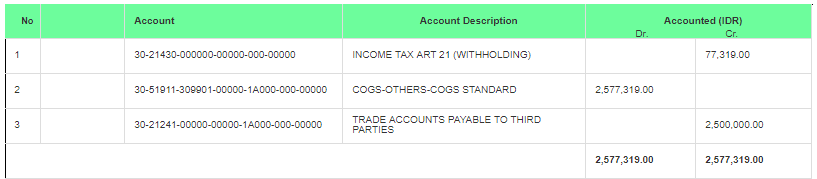 No Account Account Description Accounted (IDR)
Dr. Cr.
1 30-21430-000000-00000-000-00000 INCOME TAX ART 21 (WITHHOLDING) 77,319.00
2 30-51911-309901-00000-1A000-000-00000 COGS-OTHERS-COGS STANDARD 2,577,319.00
3 30-21241-00000-00000-1A000-000-00000 TRADE ACCOUNTS PAYABLE TO THIRD PARTIES 2,500,000.00
2,577,319.00 2,577,319.00